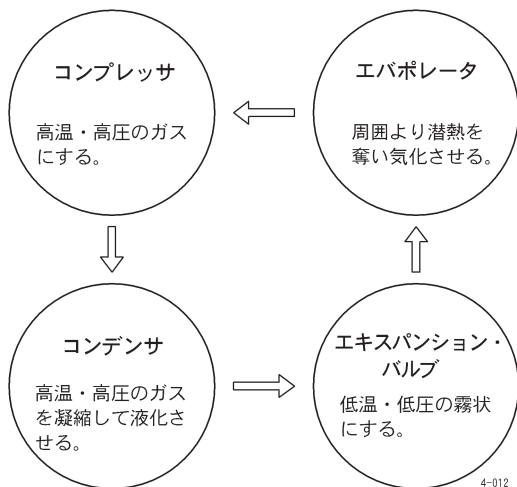 コンプレッサ
高温・高圧のガス
にする。
エバポレータ
周囲より潜熱を
奪い気化させる。
コンデンサ
高温・高圧のガス
を凝縮して液化さ
せる。
エキスパンション・
バルブ
低温・低圧の霧状
にする。
4-012